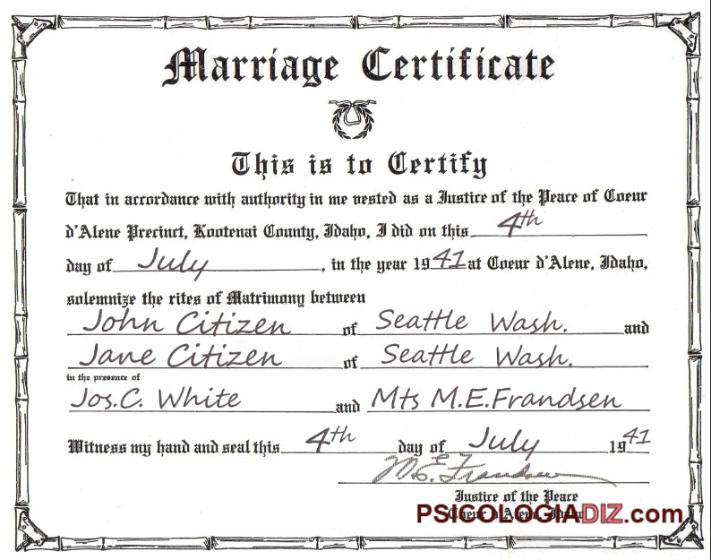 Marriage Certificate
This is to Certify
That in accordance with authority in me vested as a Justice of the Peace of Coeur
d'Alene Precinct, Kootenai County, Idaho, I did on this 4th
day of July, in the year 1941 at Coeur d'Alene, Idaho,
solemnize the rites of Matrimony between
John Citizen of Seattle Wash. and
Jane Citizen of Seattle Wash.
in the presence of
Jos.C. White and Mts M.E.Frandsen
Witness my hand and seal this 4th day of July 1941
M E Frandsen
Justice of the Peace
Coeur d'Alene, Idaho
PSICOLOGIADIZ.com